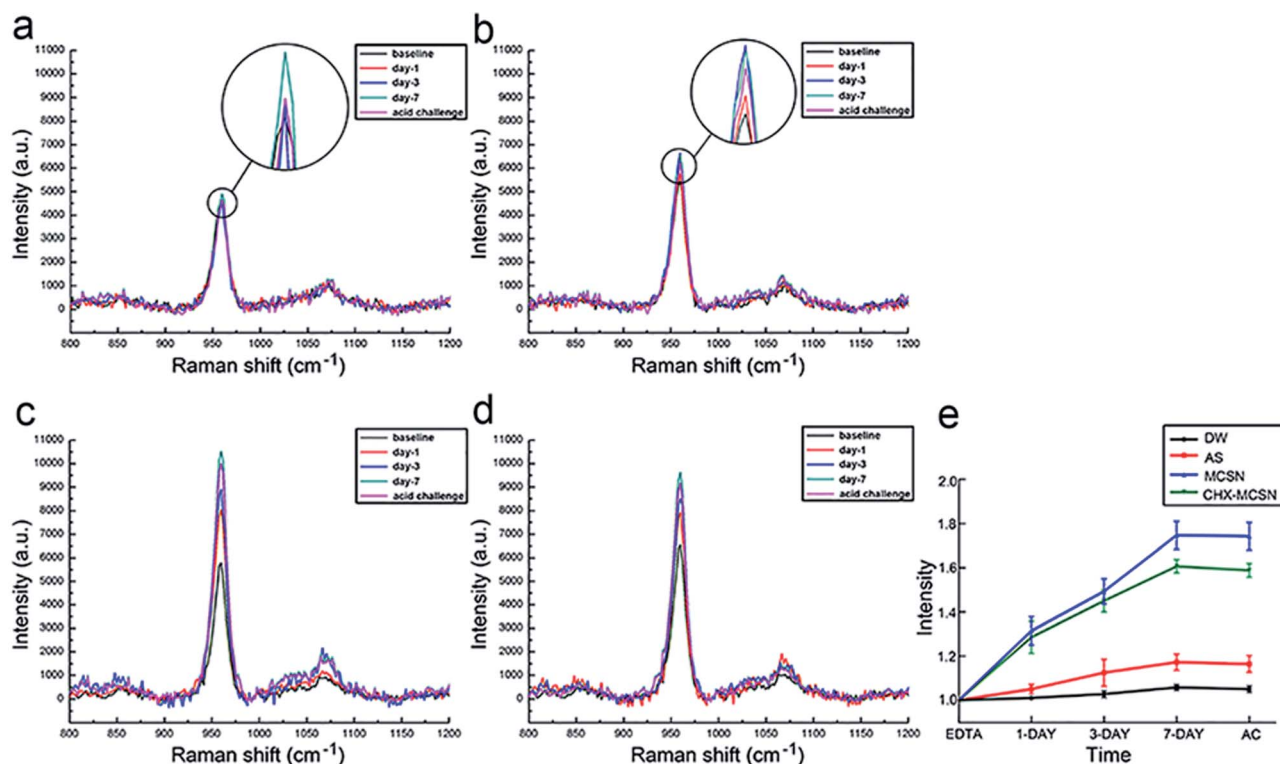 a
11000
10000
9000
8000
7000
6000
5000
4000
3000
2000
1000
0
Intensity (a.u.)
800 850 900 950 1000 1050 1100 1150 1200
Raman shift (cm-1)
baseline
day-1
day-3
day-7
acid challenge
b
11000
10000
9000
8000
7000
6000
5000
4000
3000
2000
1000
0
Intensity (a.u.)
800 850 900 950 1000 1050 1100 1150 1200
Raman shift (cm-1)
baseline
day-1
day-3
day-7
acid challenge
c
11000
10000
9000
8000
7000
6000
5000
4000
3000
2000
1000
0
Intensity (a.u.)
800 850 900 950 1000 1050 1100 1150 1200
Raman shift (cm-1)
baseline
day-1
day-3
day-7
acid challenge
d
11000
10000
9000
8000
7000
6000
5000
4000
3000
2000
1000
0
Intensity (a.u.)
800 850 900 950 1000 1050 1100 1150 1200
Raman shift (cm-1)
baseline
day-1
day-3
day-7
acid challenge
e
DW
AS
MCSN
CHX-MCSN
2.0
1.8
1.6
1.4
1.2
1.0
Intensity
EDTA 1-DAY 3-DAY 7-DAY AC
Time